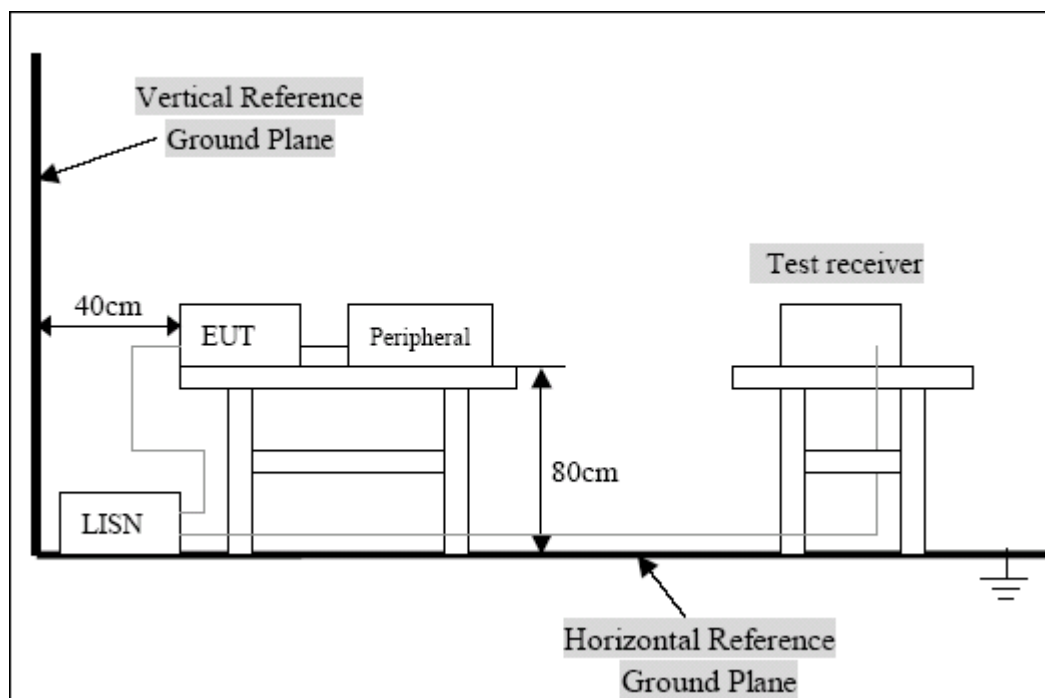 Vertical Reference
Ground Plane
Test receiver
40cm
EUT
Peripheral
80cm
LISN
Horizontal Reference
Ground Plane